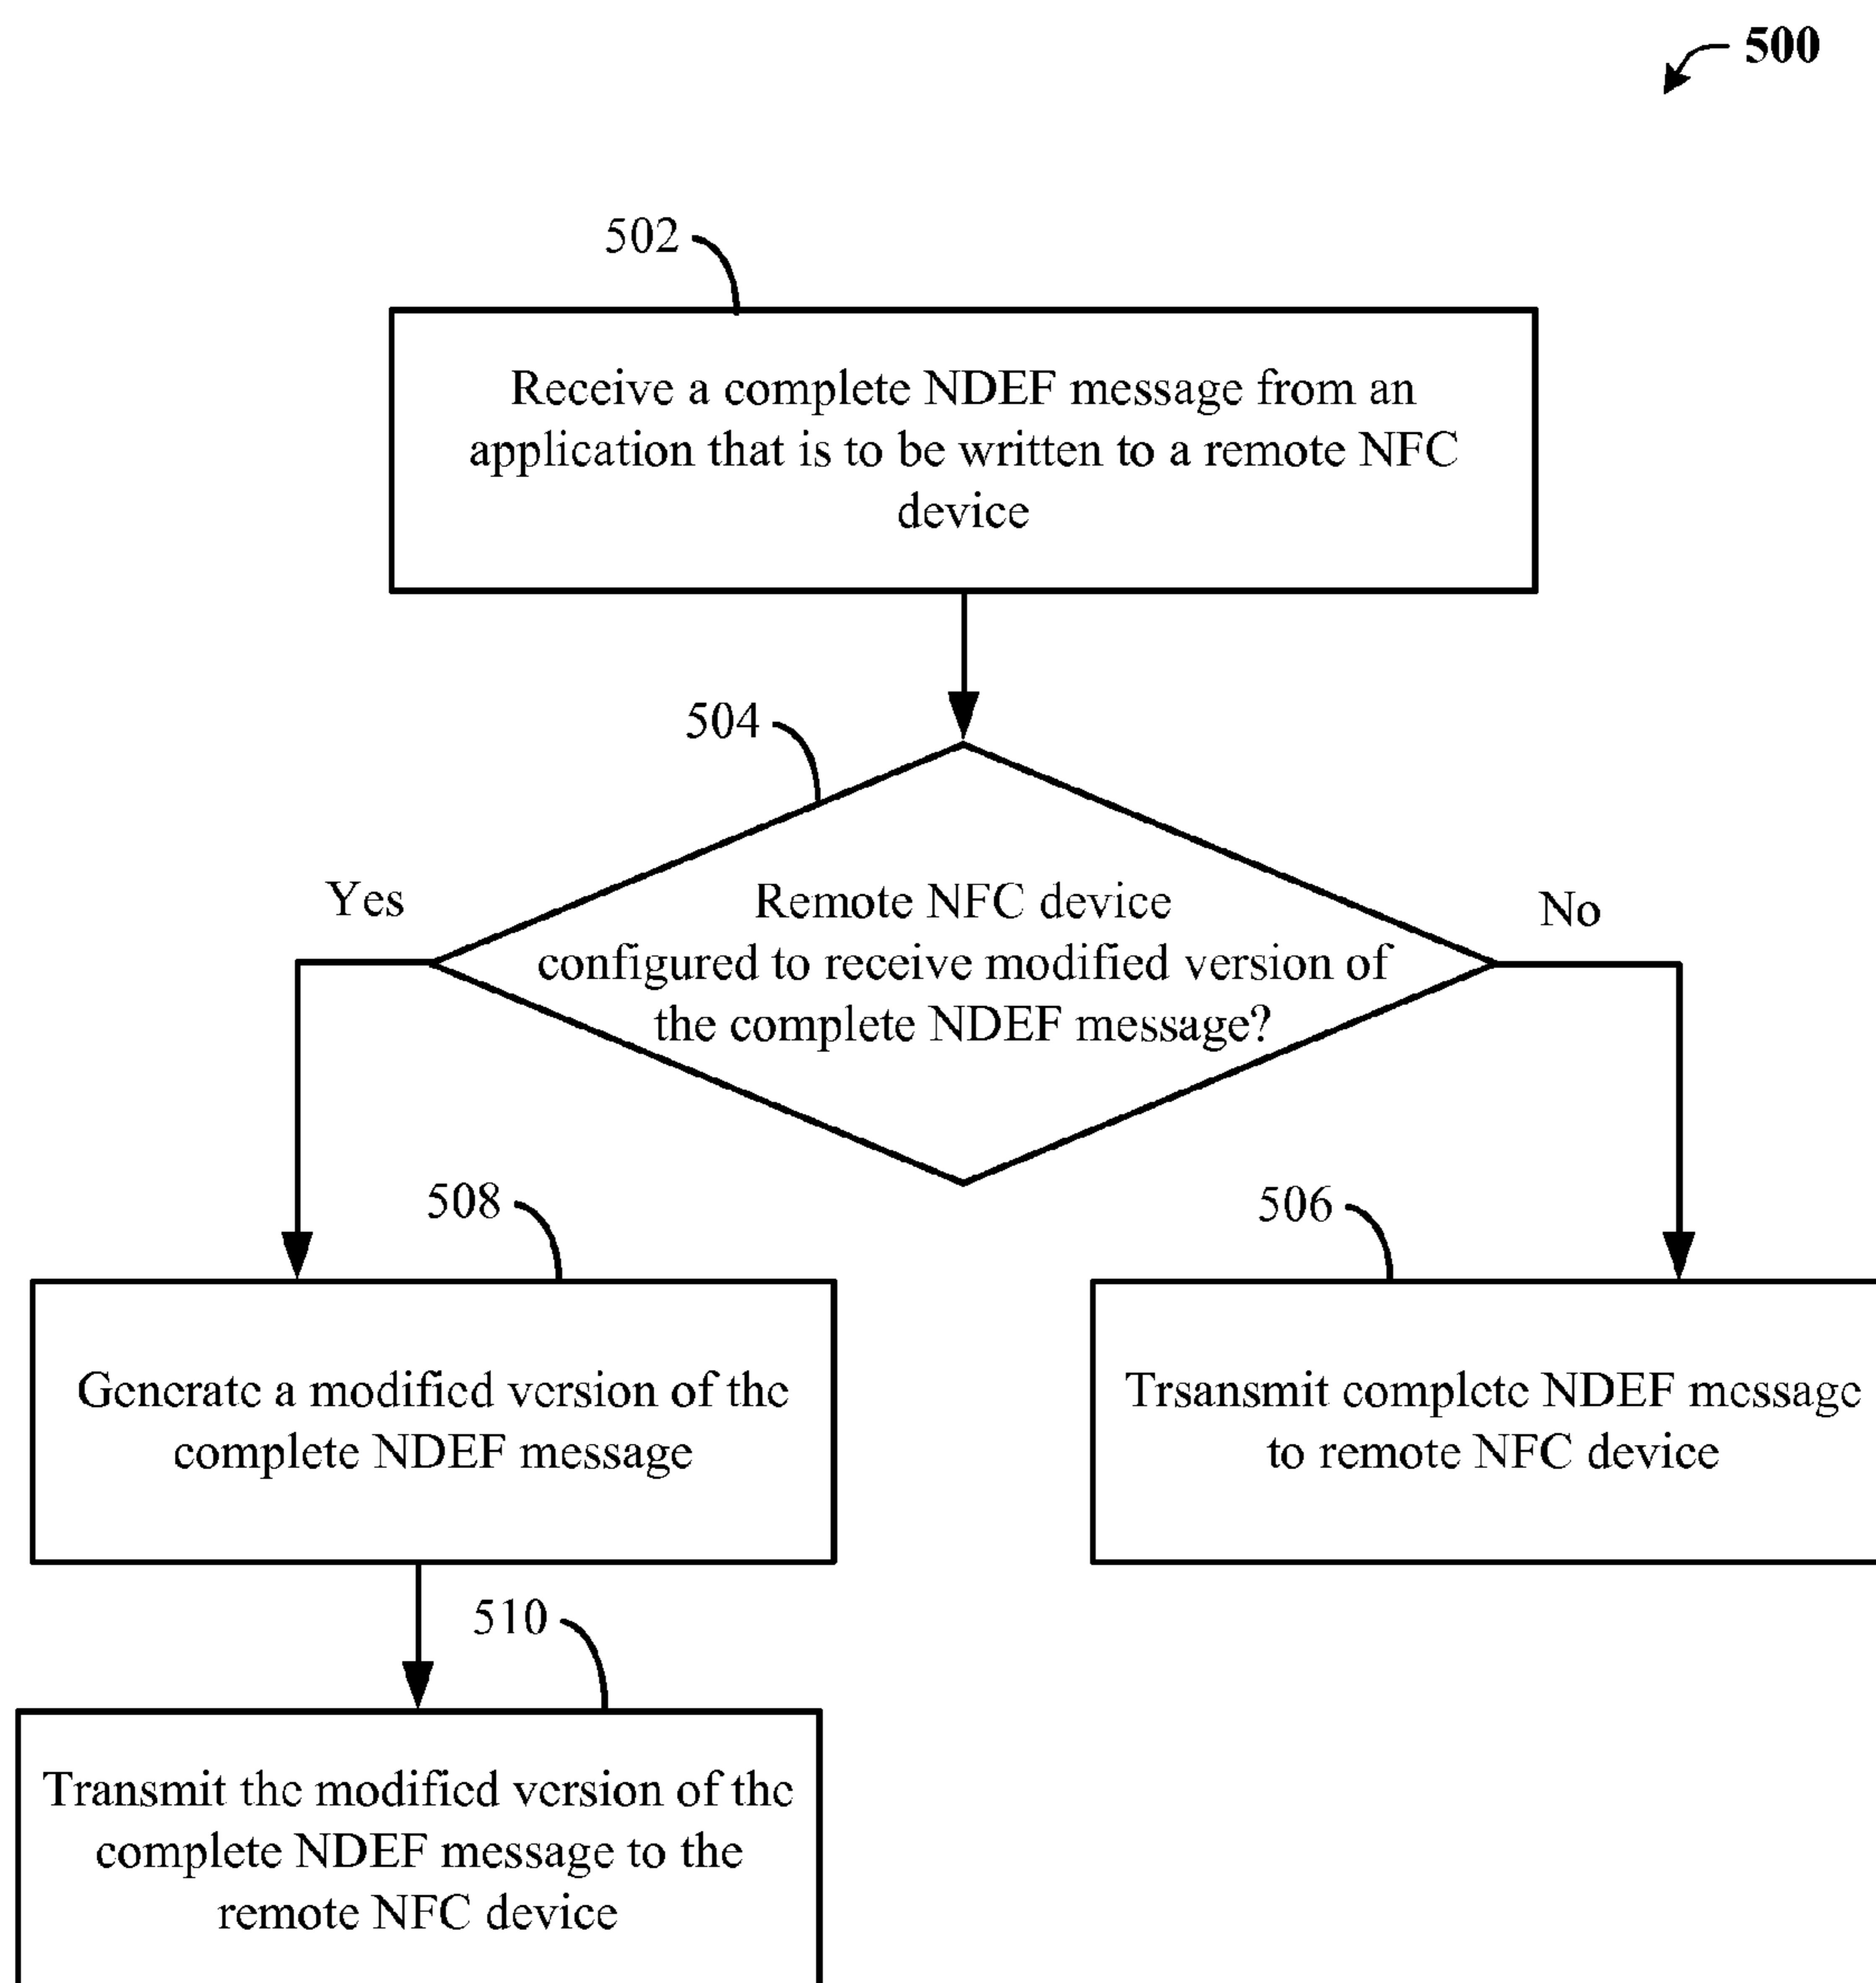 500
502
Receive a complete NDEF message from an
application that is to be written to a remote NFC
device
504
Yes
No
Remote NFC device
configured to receive modified version of
the complete NDEF message?
508
506
Generate a modified version of the
complete NDEF message
Trsansmit complete NDEF message
to remote NFC device
510
Transmit the modified version of the
complete NDEF message to the
remote NFC device